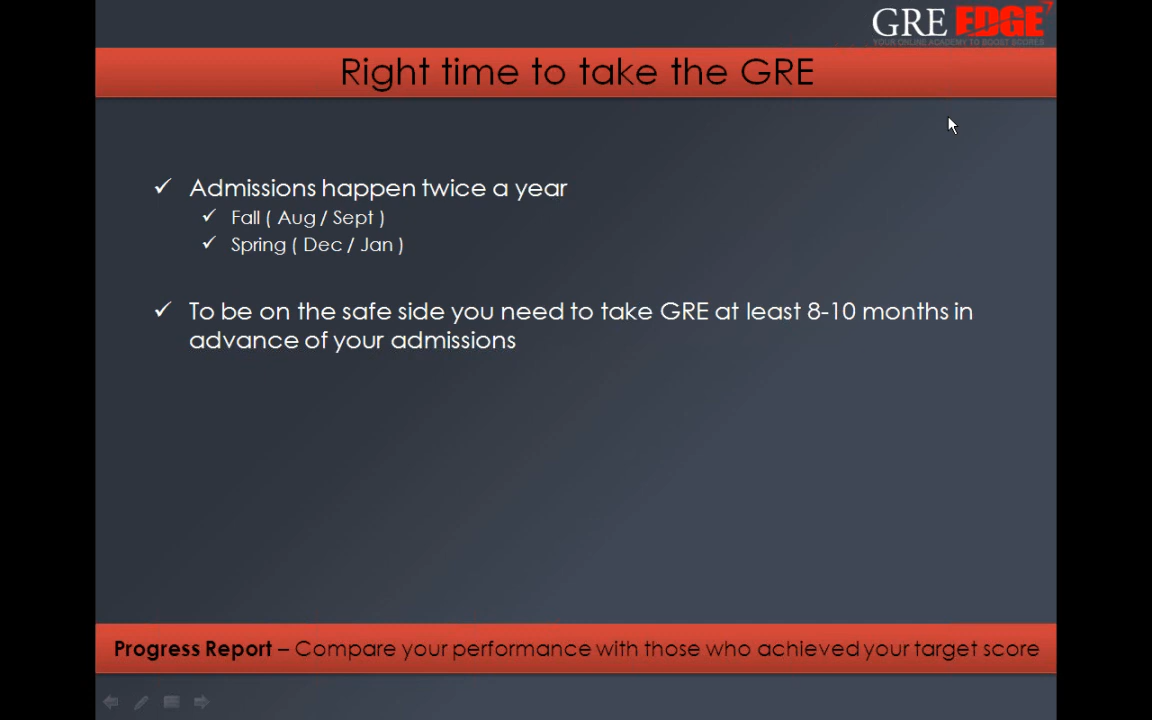 GRE EDGE
YOUR ONLINE ACADEMY TO BOOST SCORES
Right time to take the GRE
Admissions happen twice a year
Fall ( Aug / Sept )
Spring ( Dec / Jan )
To be on the safe side you need to take GRE at least 8-10 months in
advance of your admissions
Progress Report – Compare your performance with those who achieved your target score